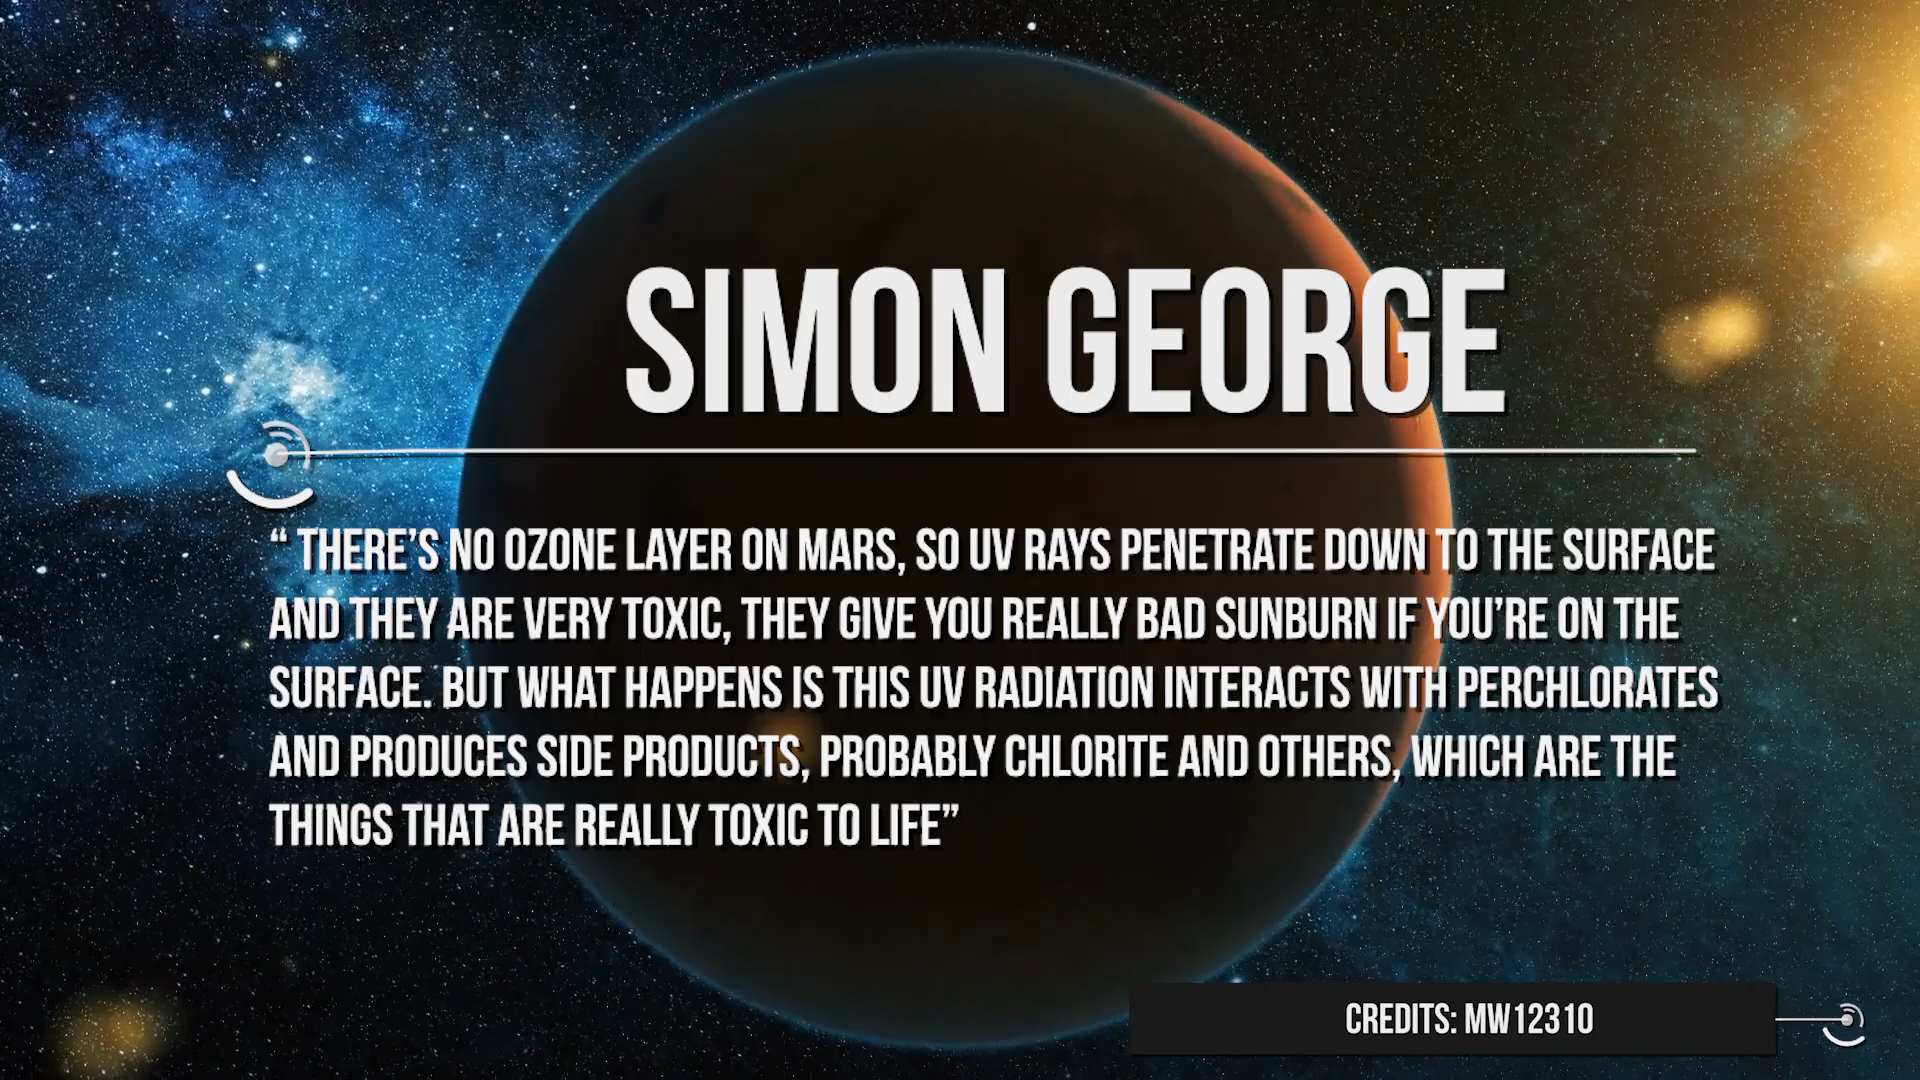 SIMON GEORGE
“ THERE’S NO OZONE LAYER ON MARS, SO UV RAYS PENETRATE DOWN TO THE SURFACE
AND THEY ARE VERY TOXIC, THEY GIVE YOU REALLY BAD SUNBURN IF YOU’RE ON THE
SURFACE. BUT WHAT HAPPENS IS THIS UV RADIATION INTERACTS WITH PERCHLORATES
AND PRODUCES SIDE PRODUCTS, PROBABLY CHLORITE AND OTHERS, WHICH ARE THE
THINGS THAT ARE REALLY TOXIC TO LIFE”
CREDITS: MW12310